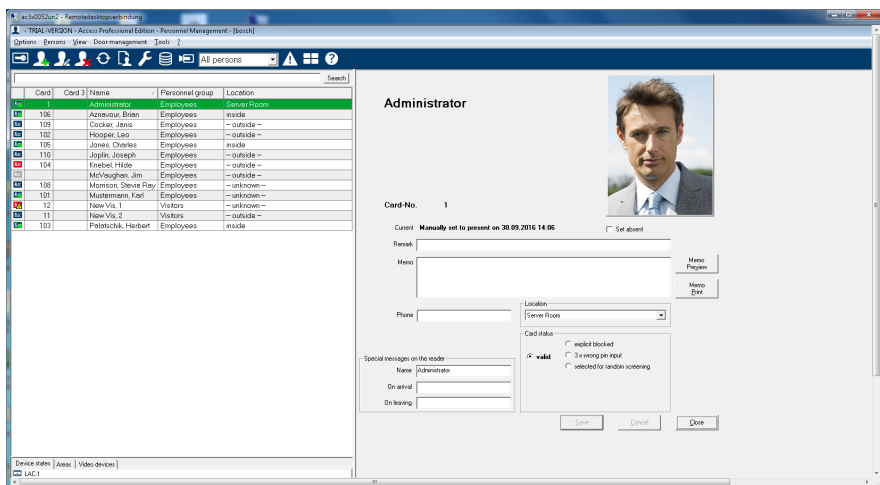 ac3x0052un2 - Remotedesktopverbindung
- TRIAL-VERSION - Access Professional Edition - Personnel Management - [bosch]
Options Persons View Door management Tools ?
All persons
Search
Card Card 3 Name / Personnel group Location
1 Administrator Employees Server Room
106 Aznavour, Brian Employees inside
109 Cocker, Janis Employees -- outside --
102 Hooper, Leo Employees -- outside --
105 Jones, Charles Employees inside
110 Joplin, Joseph Employees -- outside --
104 Knebel, Hilde Employees -- outside --
McVaughan, Jim Employees -- outside --
108 Morrison, Stevie Ray Employees -- unknown --
101 Mustermann, Karl Employees -- unknown --
12 New Vis, 1 Visitors -- unknown --
11 New Vis, 2 Visitors -- outside --
103 Palatschik, Herbert Employees inside
Administrator
Card-No. 1
Current Manually set to present on 30.09.2016 14:06
Set absent
Remark
Memo
Memo Preview
Memo Print
Phone
Location
Server Room
Card status
valid
explicit blocked
3 x wrong pin input
selected for random screening
Special messages on the reader
Name Administrator
On arrival
On leaving
Save Cancel Close
Device states Areas Video devices
LAC-1